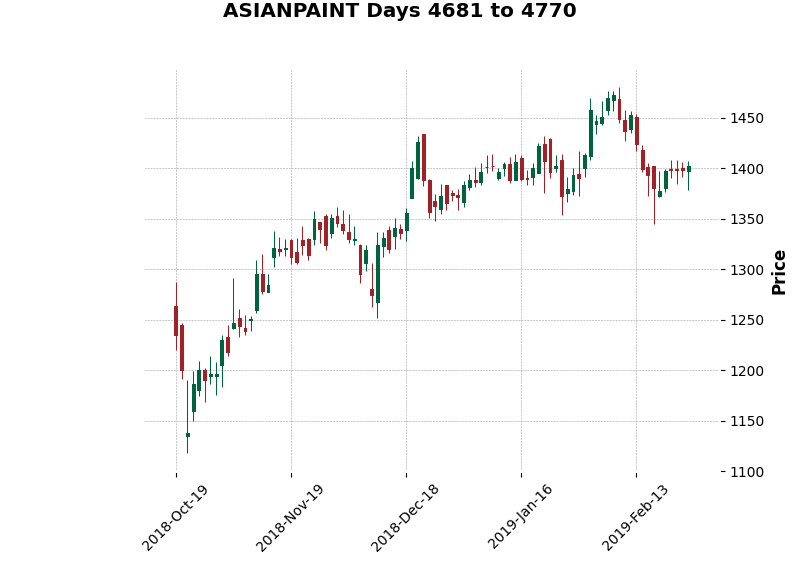 ASIANPAINT Days 4681 to 4770
1450
1400
1350
1300
1250
1200
1150
1100
Price
2018-Oct-19
2018-Nov-19
2018-Dec-18
2019-Jan-16
2019-Feb-13